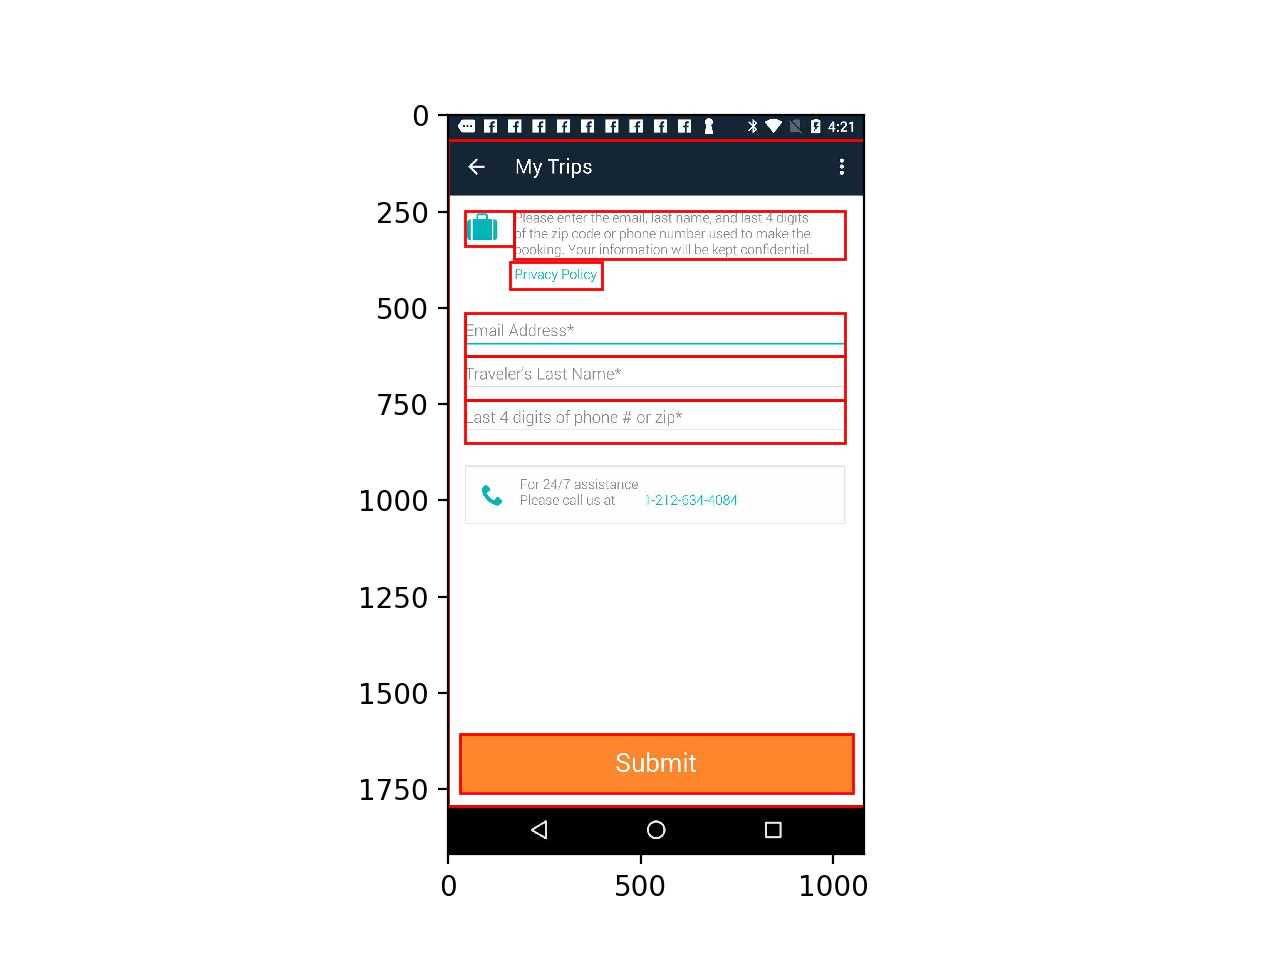 0
250
500
750
1000
1250
1500
1750
4:21
My Trips
Please enter the email, last name, and last 4 digits
of the zip code or phone number used to make the
booking. Your information will be kept confidential.
Privacy Policy
Email Address*
Traveler's Last Name*
Last 4 digits of phone # or zip*
For 24/7 assistance
Please call us at 1-212-634-4084
Submit
0 500 1000